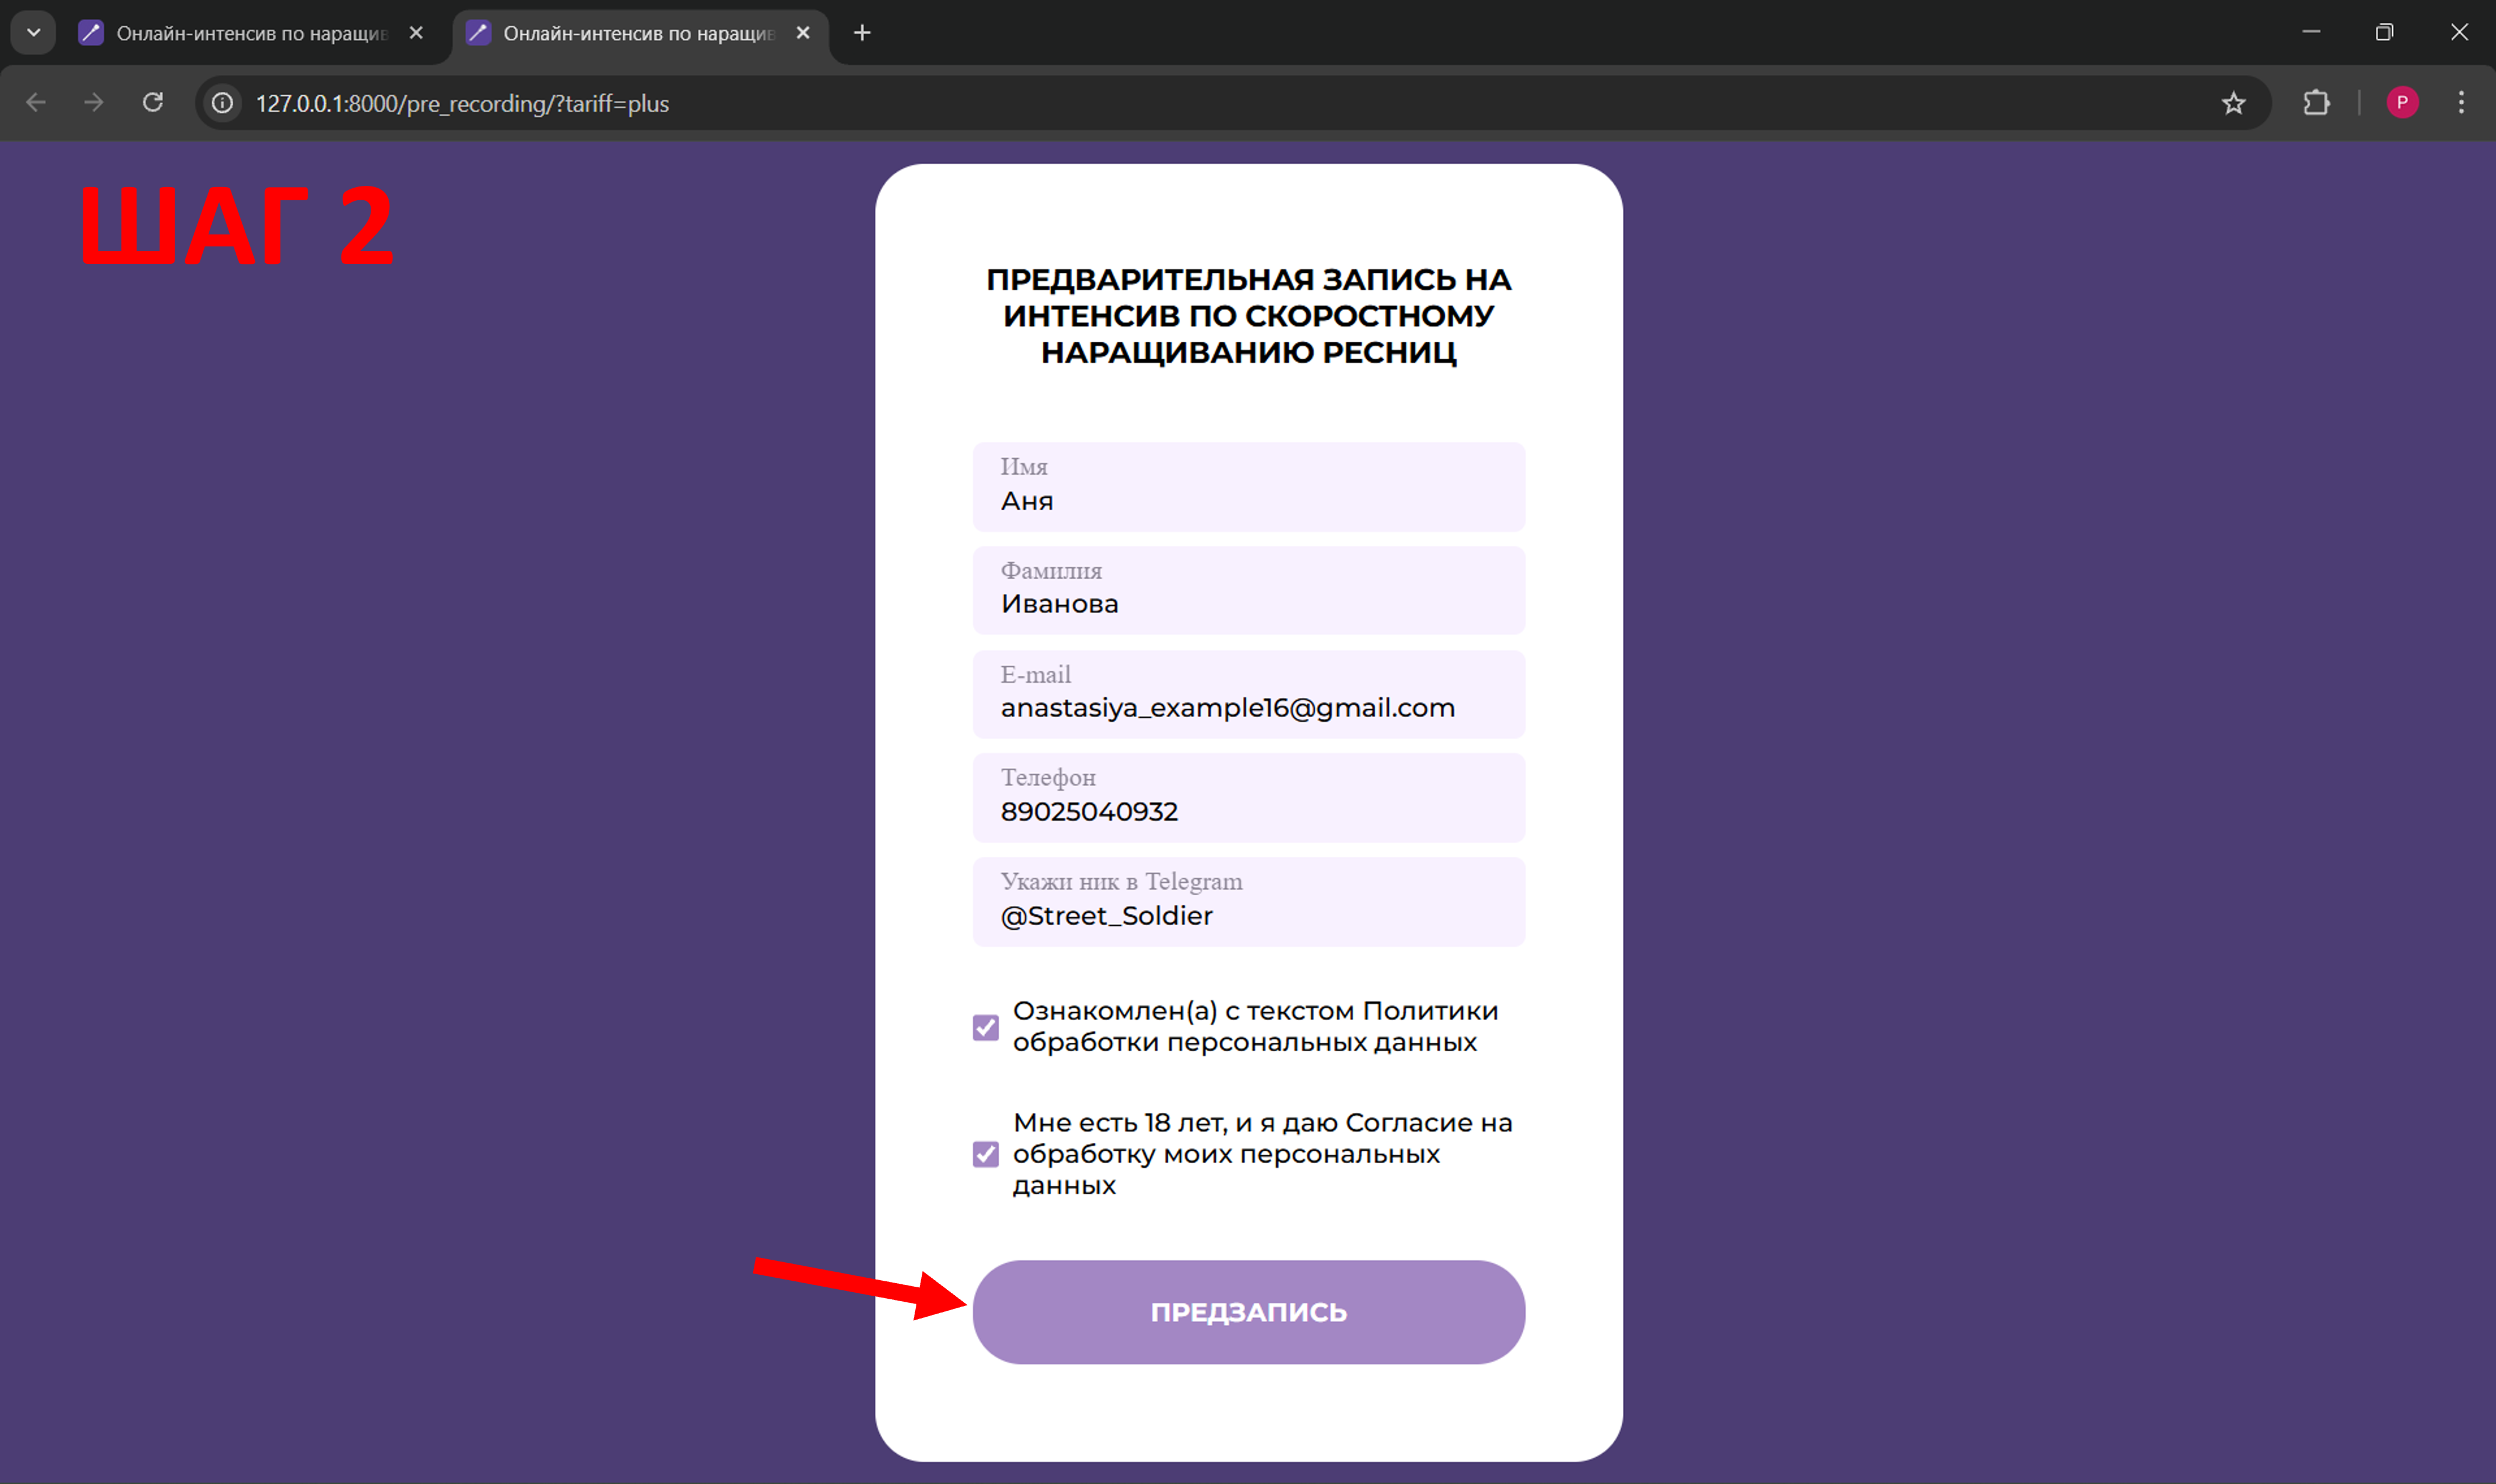 Онлайн-интенсив по наращив
Онлайн-интенсив по наращив
127.0.0.1:8000/pre_recording/?tariff=plus
P
ШАГ 2
ПРЕДВАРИТЕЛЬНАЯ ЗАПИСЬ НА
ИНТЕНСИВ ПО СКОРОСТНОМУ
НАРАЩИВАНИЮ РЕСНИЦ
Имя
Аня
Фамилия
Иванова
E-mail
anastasiya_example16@gmail.com
Телефон
89025040932
Укажи ник в Telegram
@Street_Soldier
Ознакомлен(а) с текстом Политики
обработки персональных данных
Мне есть 18 лет, и я даю Согласие на
обработку моих персональных
данных
ПРЕДЗАПИСЬ